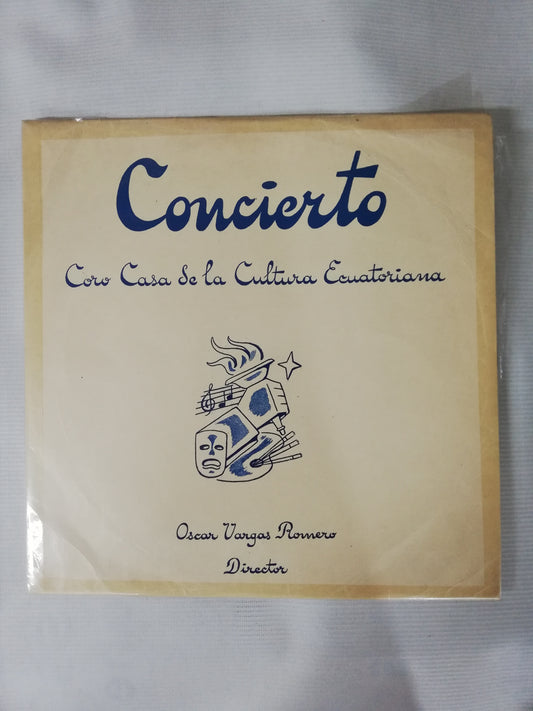 Concierto
Coro Casa de la Cultura Ecuatoriana
Oscar Vargas Romero
Director